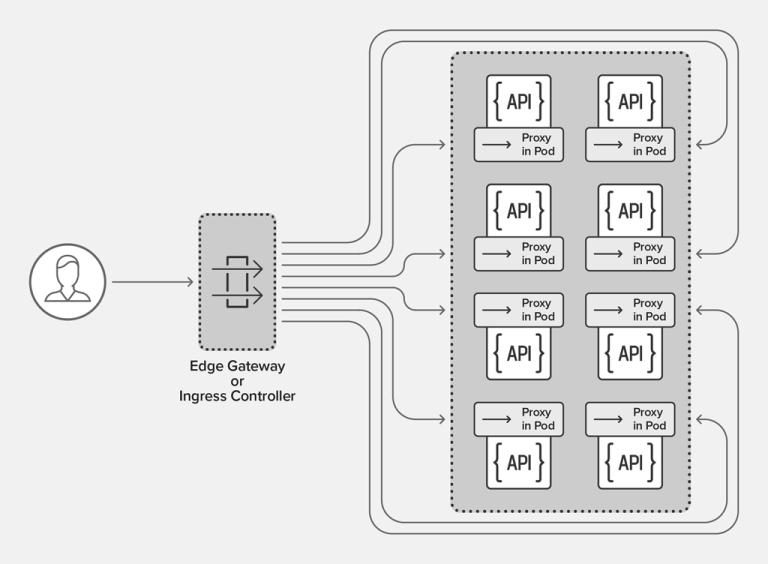 { API }
{ API }
Proxy
in Pod
Proxy
in Pod
{ API }
{ API }
Proxy
in Pod
Proxy
in Pod
Proxy
in Pod
Proxy
in Pod
{ API }
{ API }
Proxy
in Pod
Proxy
in Pod
{ API }
{ API }
Edge Gateway
or
Ingress Controller